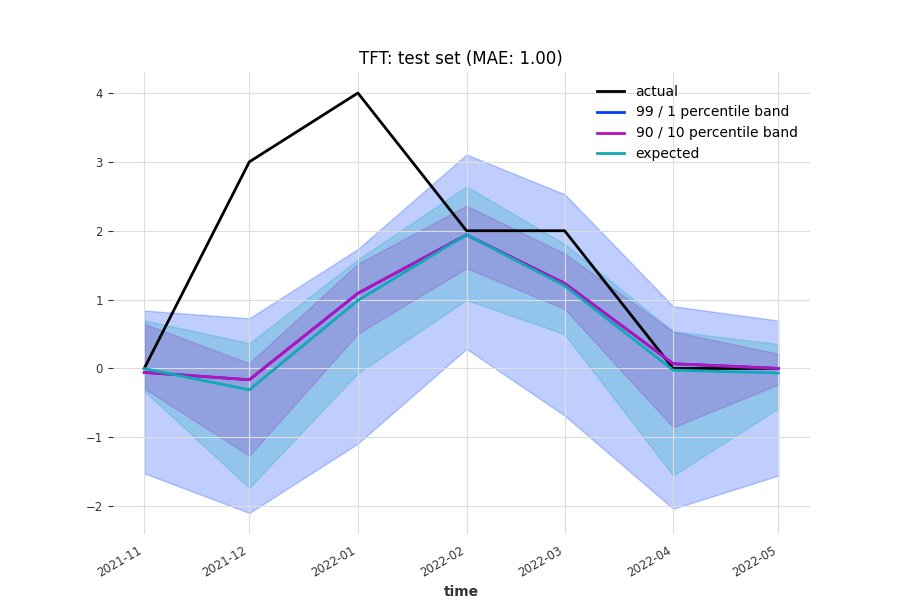 TFT: test set (MAE: 1.00)
actual
99 / 1 percentile band
90 / 10 percentile band
expected
4
3
2
1
0
−1
−2
2021-11
2021-12
2022-01
2022-02
2022-03
2022-04
2022-05
time